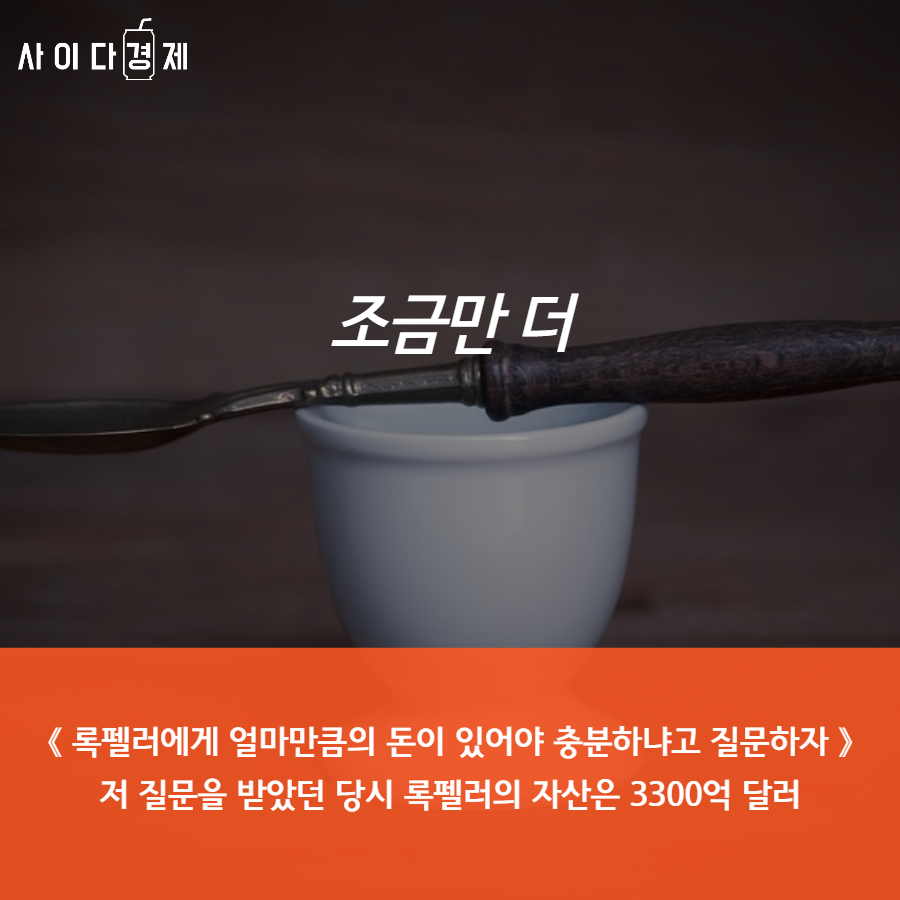 사이다경제
조금만 더
《 록펠러에게 얼마만큼의 돈이 있어야 충분하냐고 질문하자 》
저 질문을 받았던 당시 록펠러의 자산은 3300억 달러